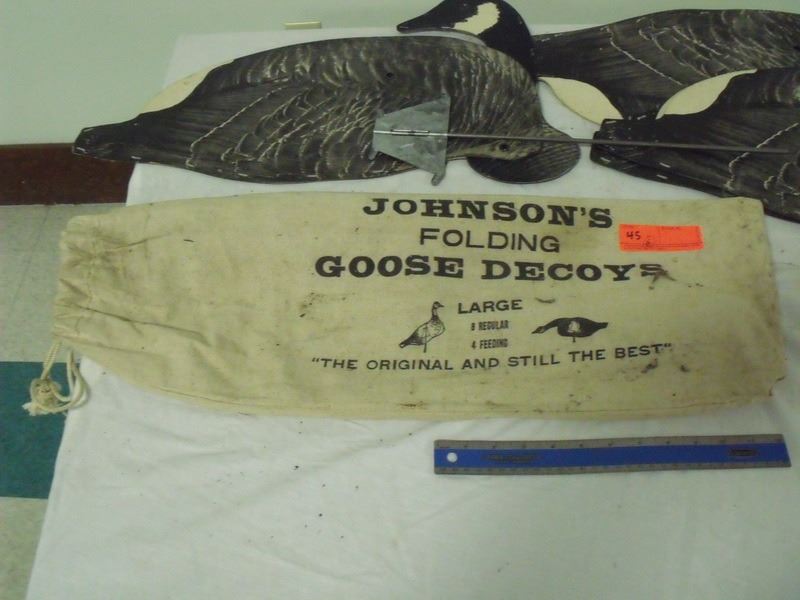 JOHNSON'S
FOLDING
GOOSE DECOYS
45
LARGE
8 REGULAR
4 FEEDING
"THE ORIGINAL AND STILL THE BEST"